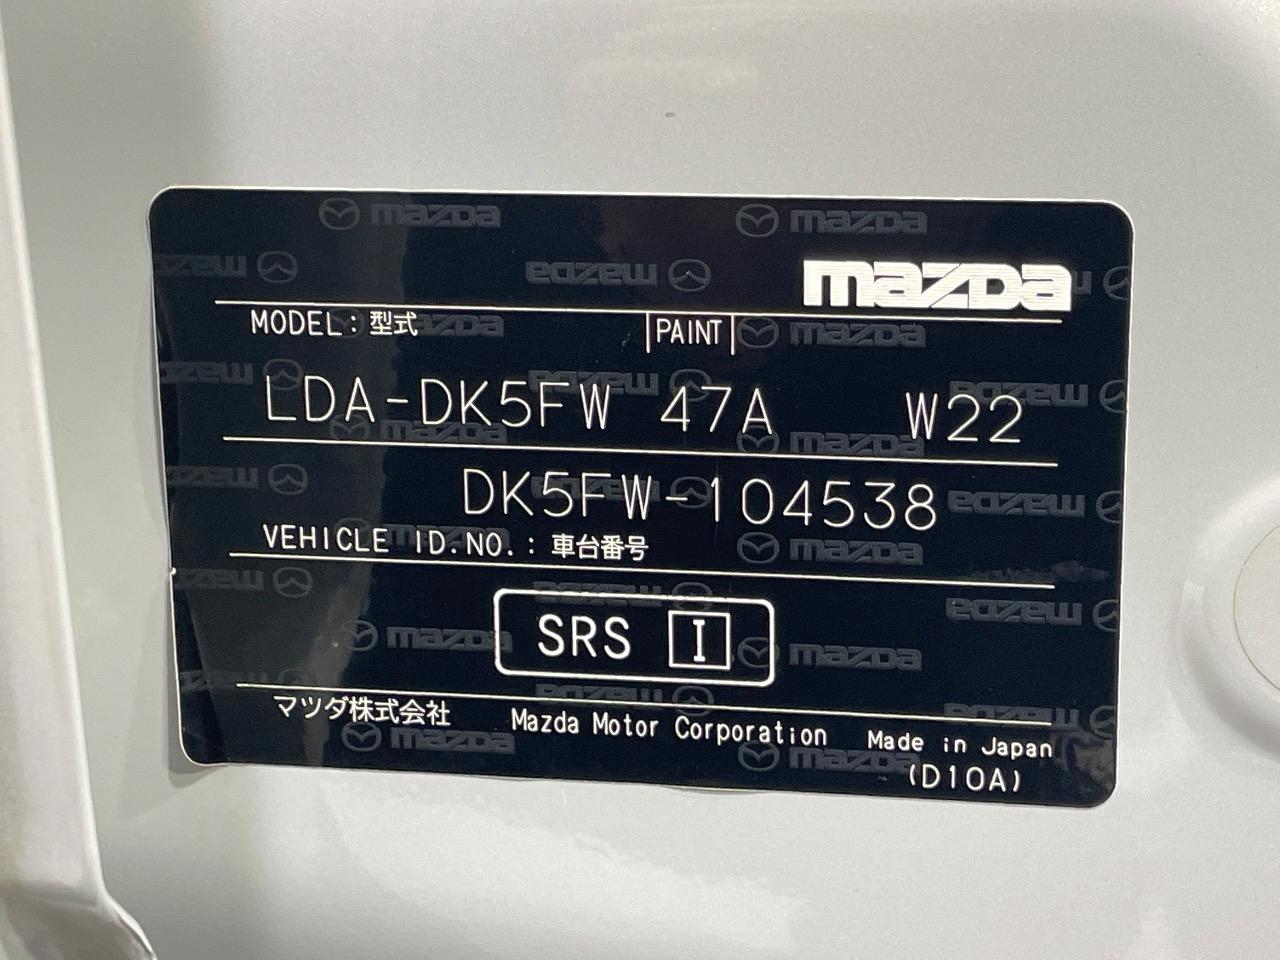 mazda
MODEL: 型式 PAINT
LDA-DK5FW 47A W22
DK5FW-104538
VEHICLE ID.NO.: 車台番号
SRS I
マツダ株式会社 Mazda Motor Corporation Made in Japan
(D10A)